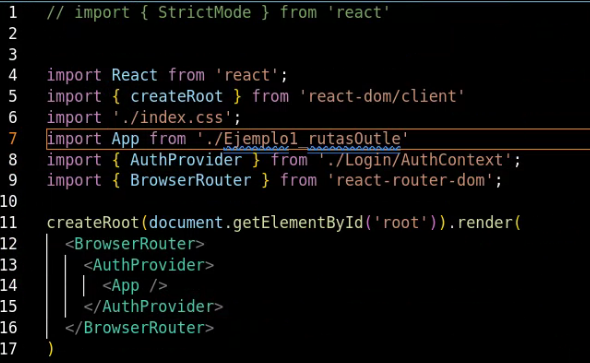 1 // import { StrictMode } from 'react'
2
3
4 import React from 'react';
5 import { createRoot } from 'react-dom/client'
6 import './index.css';
7 import App from './Ejemplo1_rutasOutle'
8 import { AuthProvider } from './Login/AuthContext';
9 import { BrowserRouter } from 'react-router-dom';
10
11 createRoot(document.getElementById('root')).render(
12   <BrowserRouter>
13     <AuthProvider>
14       <App />
15     </AuthProvider>
16   </BrowserRouter>
17 )